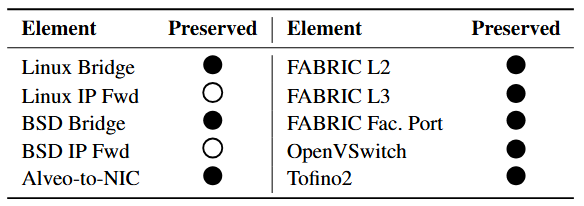 Element Preserved Element Preserved
Linux Bridge ● FABRIC L2 ●
Linux IP Fwd ○ FABRIC L3 ●
BSD Bridge ● FABRIC Fac. Port ●
BSD IP Fwd ○ OpenVSwitch ●
Alveo-to-NIC ● Tofino2 ●